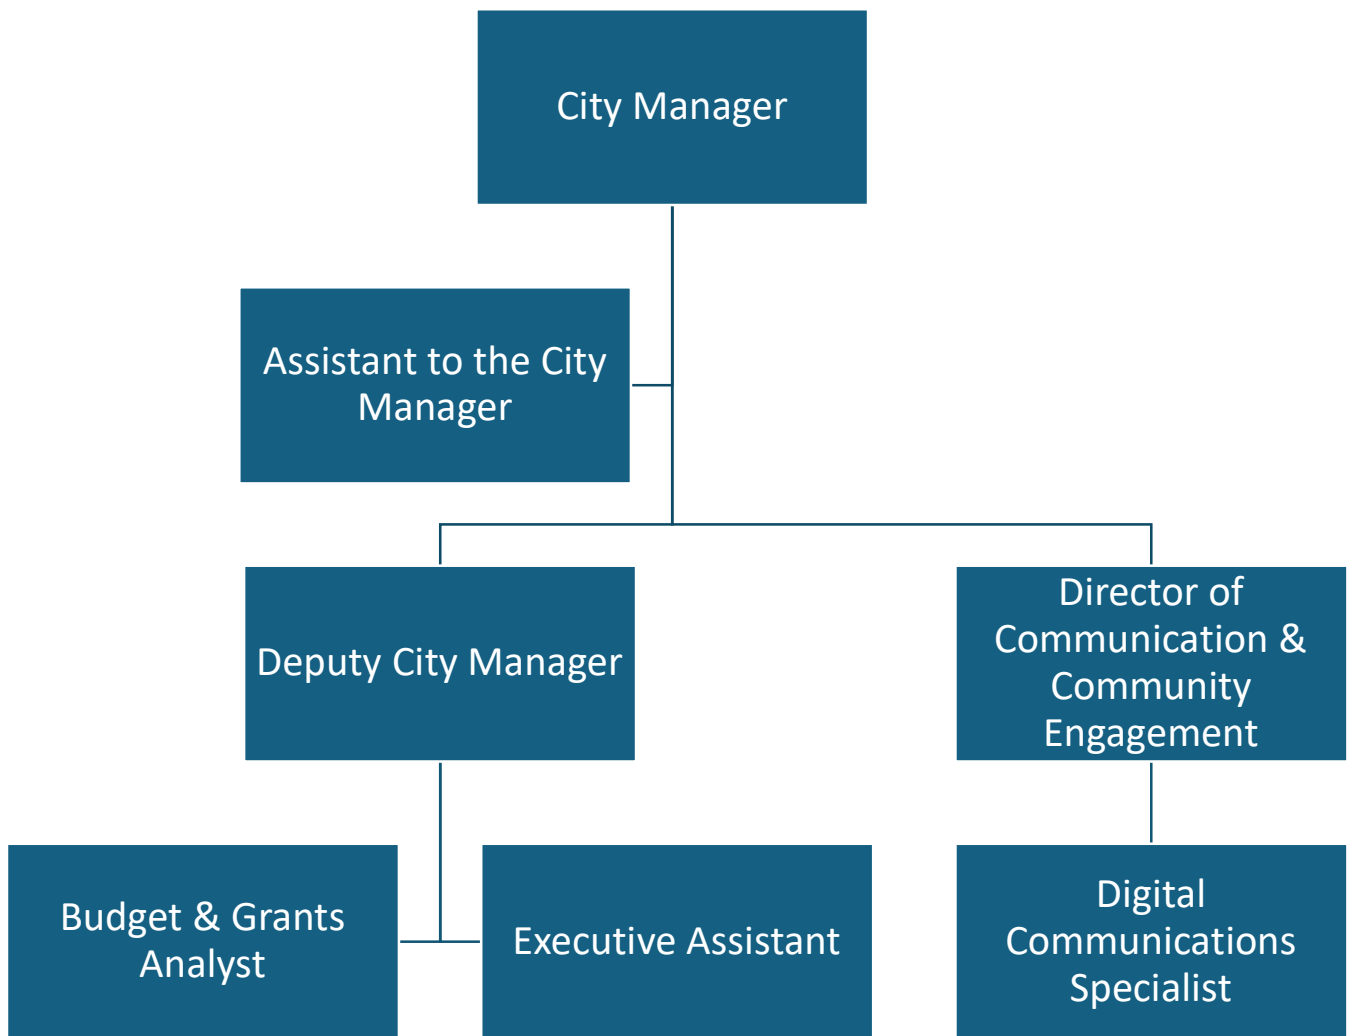 City Manager
Assistant to the City
Manager
Deputy City Manager
Director of
Communication &
Community
Engagement
Budget & Grants
Analyst
Executive Assistant
Digital
Communications
Specialist